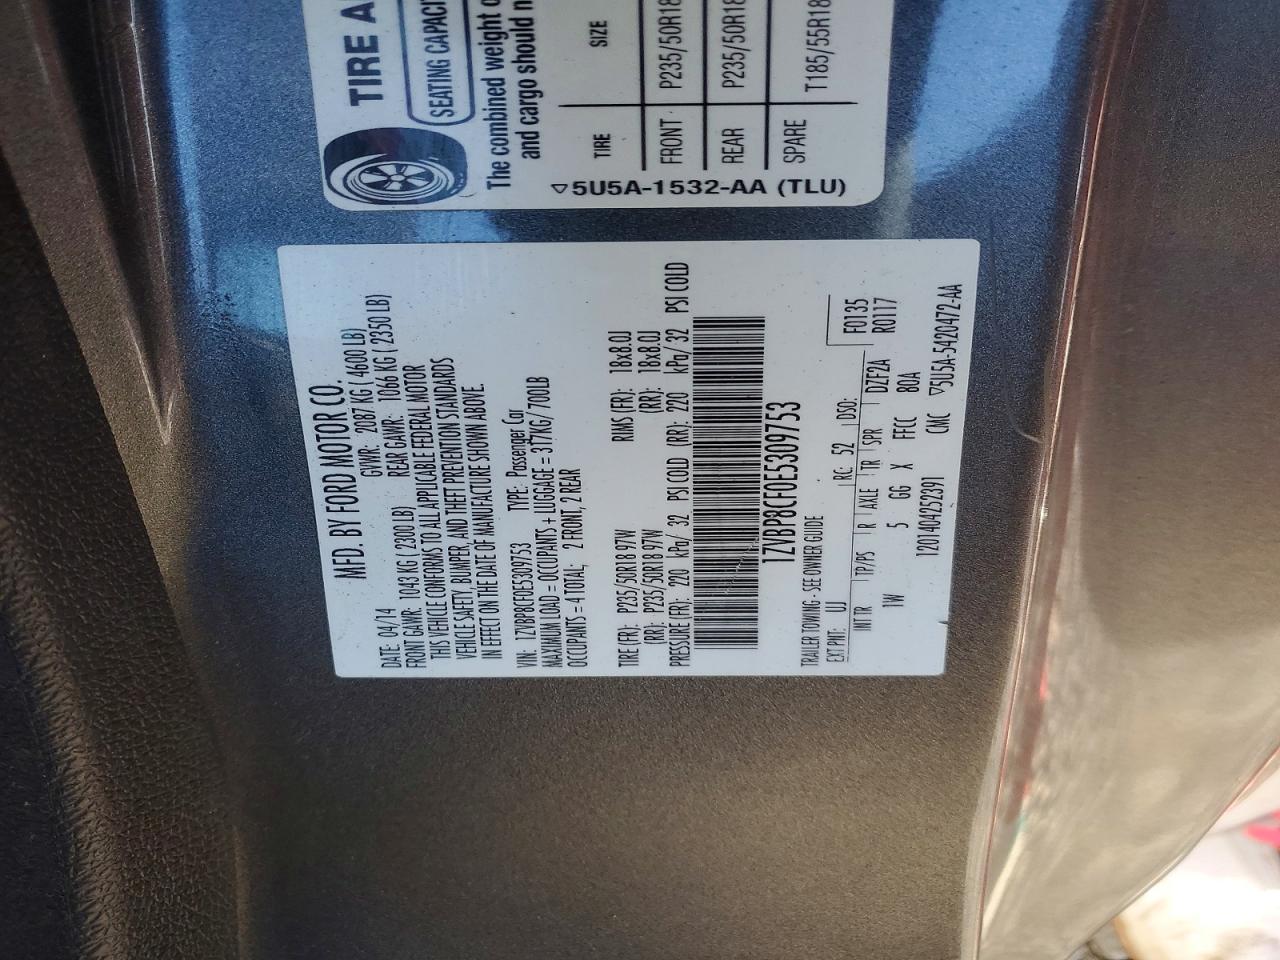 TIRE A
SEATING CAPACIT
The combined weight o
and cargo should n
TIRE SIZE
FRONT P235/50R18
REAR P235/50R18
SPARE T185/55R18
5U5A-1532-AA (TLU)
MFD. BY FORD MOTOR CO.
DATE: 04/14 GVWR: 2087 KG ( 4600 LB)
FRONT GAWR: 1043 KG ( 2300 LB) REAR GAWR: 1066 KG ( 2350 LB)
THIS VEHICLE CONFORMS TO ALL APPLICABLE FEDERAL MOTOR
VEHICLE SAFETY, BUMPER, AND THEFT PREVENTION STANDARDS
IN EFFECT ON THE DATE OF MANUFACTURE SHOWN ABOVE.
VIN: 1ZVBP8CF0E5309753 TYPE: Passenger Car
MAXIMUM LOAD = OCCUPANTS + LUGGAGE = 317KG/ 700LB
OCCUPANTS = 4 TOTAL: 2 FRONT, 2 REAR
TIRE (FR): P235/50R18 97W RIMS (FR): 18x8.0J
(RR): P235/50R18 97W (RR): 18x8.0J
PRESSURE (FR): 220 kPa/ 32 PSI COLD (RR): 220 kPa/ 32 PSI COLD
1ZVBP8CF0E5309753
TRAILER TOWING - SEE OWNER GUIDE F0135
EXT PNT: UJ RC: 52 DSO: R0117
INT TR TP/PS R AXLE TR SPR DZF2A
1W 5 GG X FFCC 80A
1201404252391 CMC 5U5A-5420472-AA